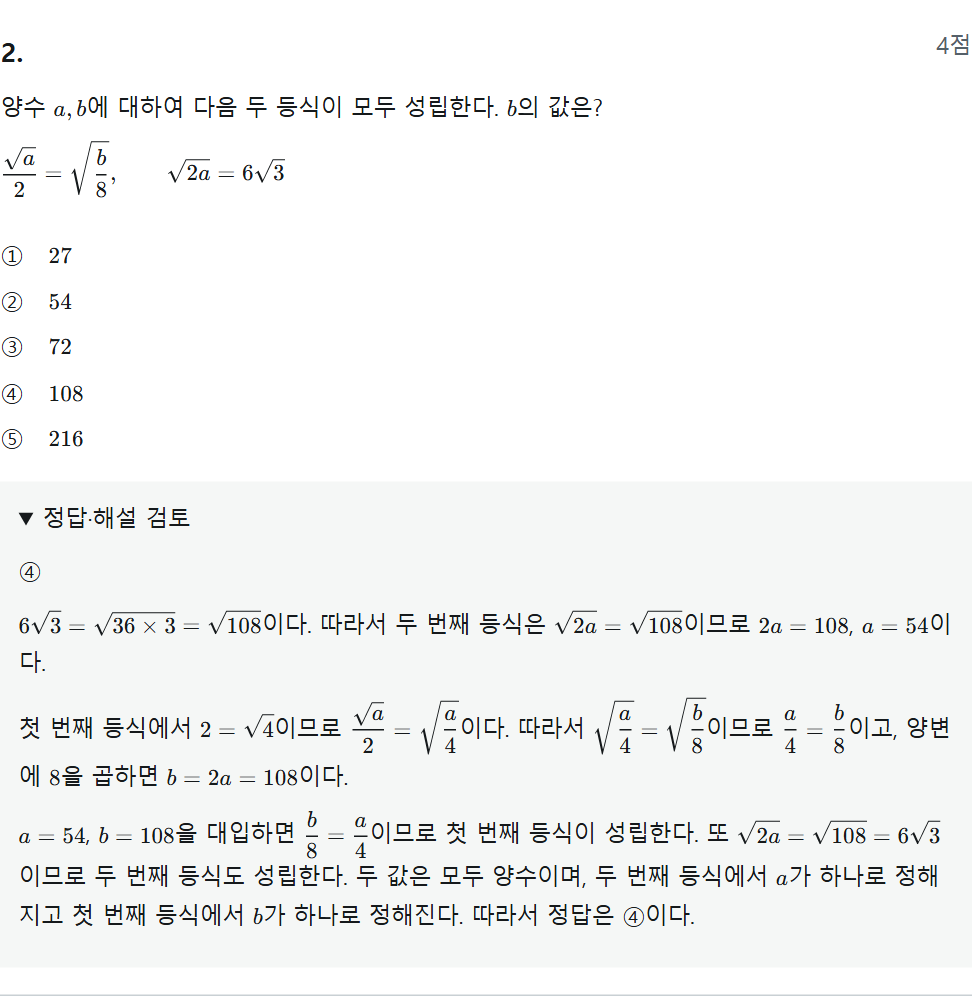 2.
4점
양수 a, b에 대하여 다음 두 등식이 모두 성립한다. b의 값은?
√a/2 = √(b/8), √(2a) = 6√3
① 27
② 54
③ 72
④ 108
⑤ 216
▼ 정답·해설 검토
④
6√3 = √(36 × 3) = √108이다. 따라서 두 번째 등식은 √(2a) = √108이므로 2a = 108, a = 54이
다.
첫 번째 등식에서 2 = √4이므로 √a/2 = √(a/4)이다. 따라서 √(a/4) = √(b/8)이므로 a/4 = b/8이고, 양변
에 8을 곱하면 b = 2a = 108이다.
a = 54, b = 108을 대입하면 b/8 = a/4이므로 첫 번째 등식이 성립한다. 또 √(2a) = √108 = 6√3
이므로 두 번째 등식도 성립한다. 두 값은 모두 양수이며, 두 번째 등식에서 a가 하나로 정해
지고 첫 번째 등식에서 b가 하나로 정해진다. 따라서 정답은 ④이다.